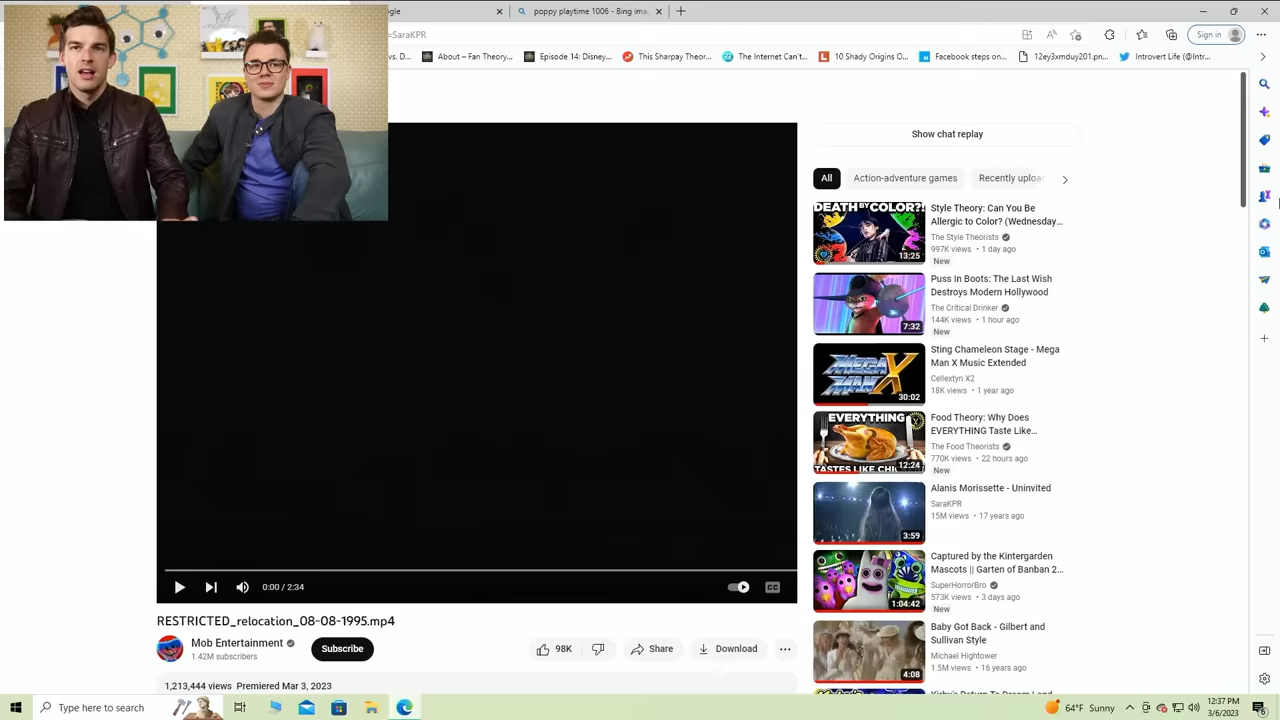 gle
poppy playtime 1006 - Bing ima
=SaraKPR
Sign in
vs. D...
About – Fan Theory...
Episode 14: Disney...
This Sharpay Theor...
The Internet Can't...
10 Shady Origins O...
Facebook steps on...
12ey3xmduy201.pn...
Introvert Life (@Intr...
Show chat replay
All
Action-adventure games
Recently uploa
DEATH BY COLOR?!
13:25
Style Theory: Can You Be
Allergic to Color? (Wednesday...
The Style Theorists
997K views • 1 day ago
New
7:32
Puss In Boots: The Last Wish
Destroys Modern Hollywood
The Critical Drinker
144K views • 1 hour ago
New
MEGA MAN X
30:02
Sting Chameleon Stage - Mega
Man X Music Extended
Cellextyn X2
18K views • 1 year ago
EVERYTHING
TASTES LIKE CHI
12:24
Food Theory: Why Does
EVERYTHING Taste Like...
The Food Theorists
770K views • 22 hours ago
New
3:59
Alanis Morissette - Uninvited
SaraKPR
15M views • 17 years ago
1:04:42
Captured by the Kintergarden
Mascots || Garten of Banban 2...
SuperHorrorBro
573K views • 3 days ago
New
4:08
Baby Got Back - Gilbert and
Sullivan Style
Michael Hightower
1.5M views • 16 years ago
Kirby's Return To Dream Land
0:00 / 2:34
CC
RESTRICTED_relocation_08-08-1995.mp4
Mob Entertainment
1.42M subscribers
Subscribe
98K
Share
Download
1,213,444 views Premiered Mar 3, 2023
Type here to search
64°F Sunny
12:37 PM
3/6/2023